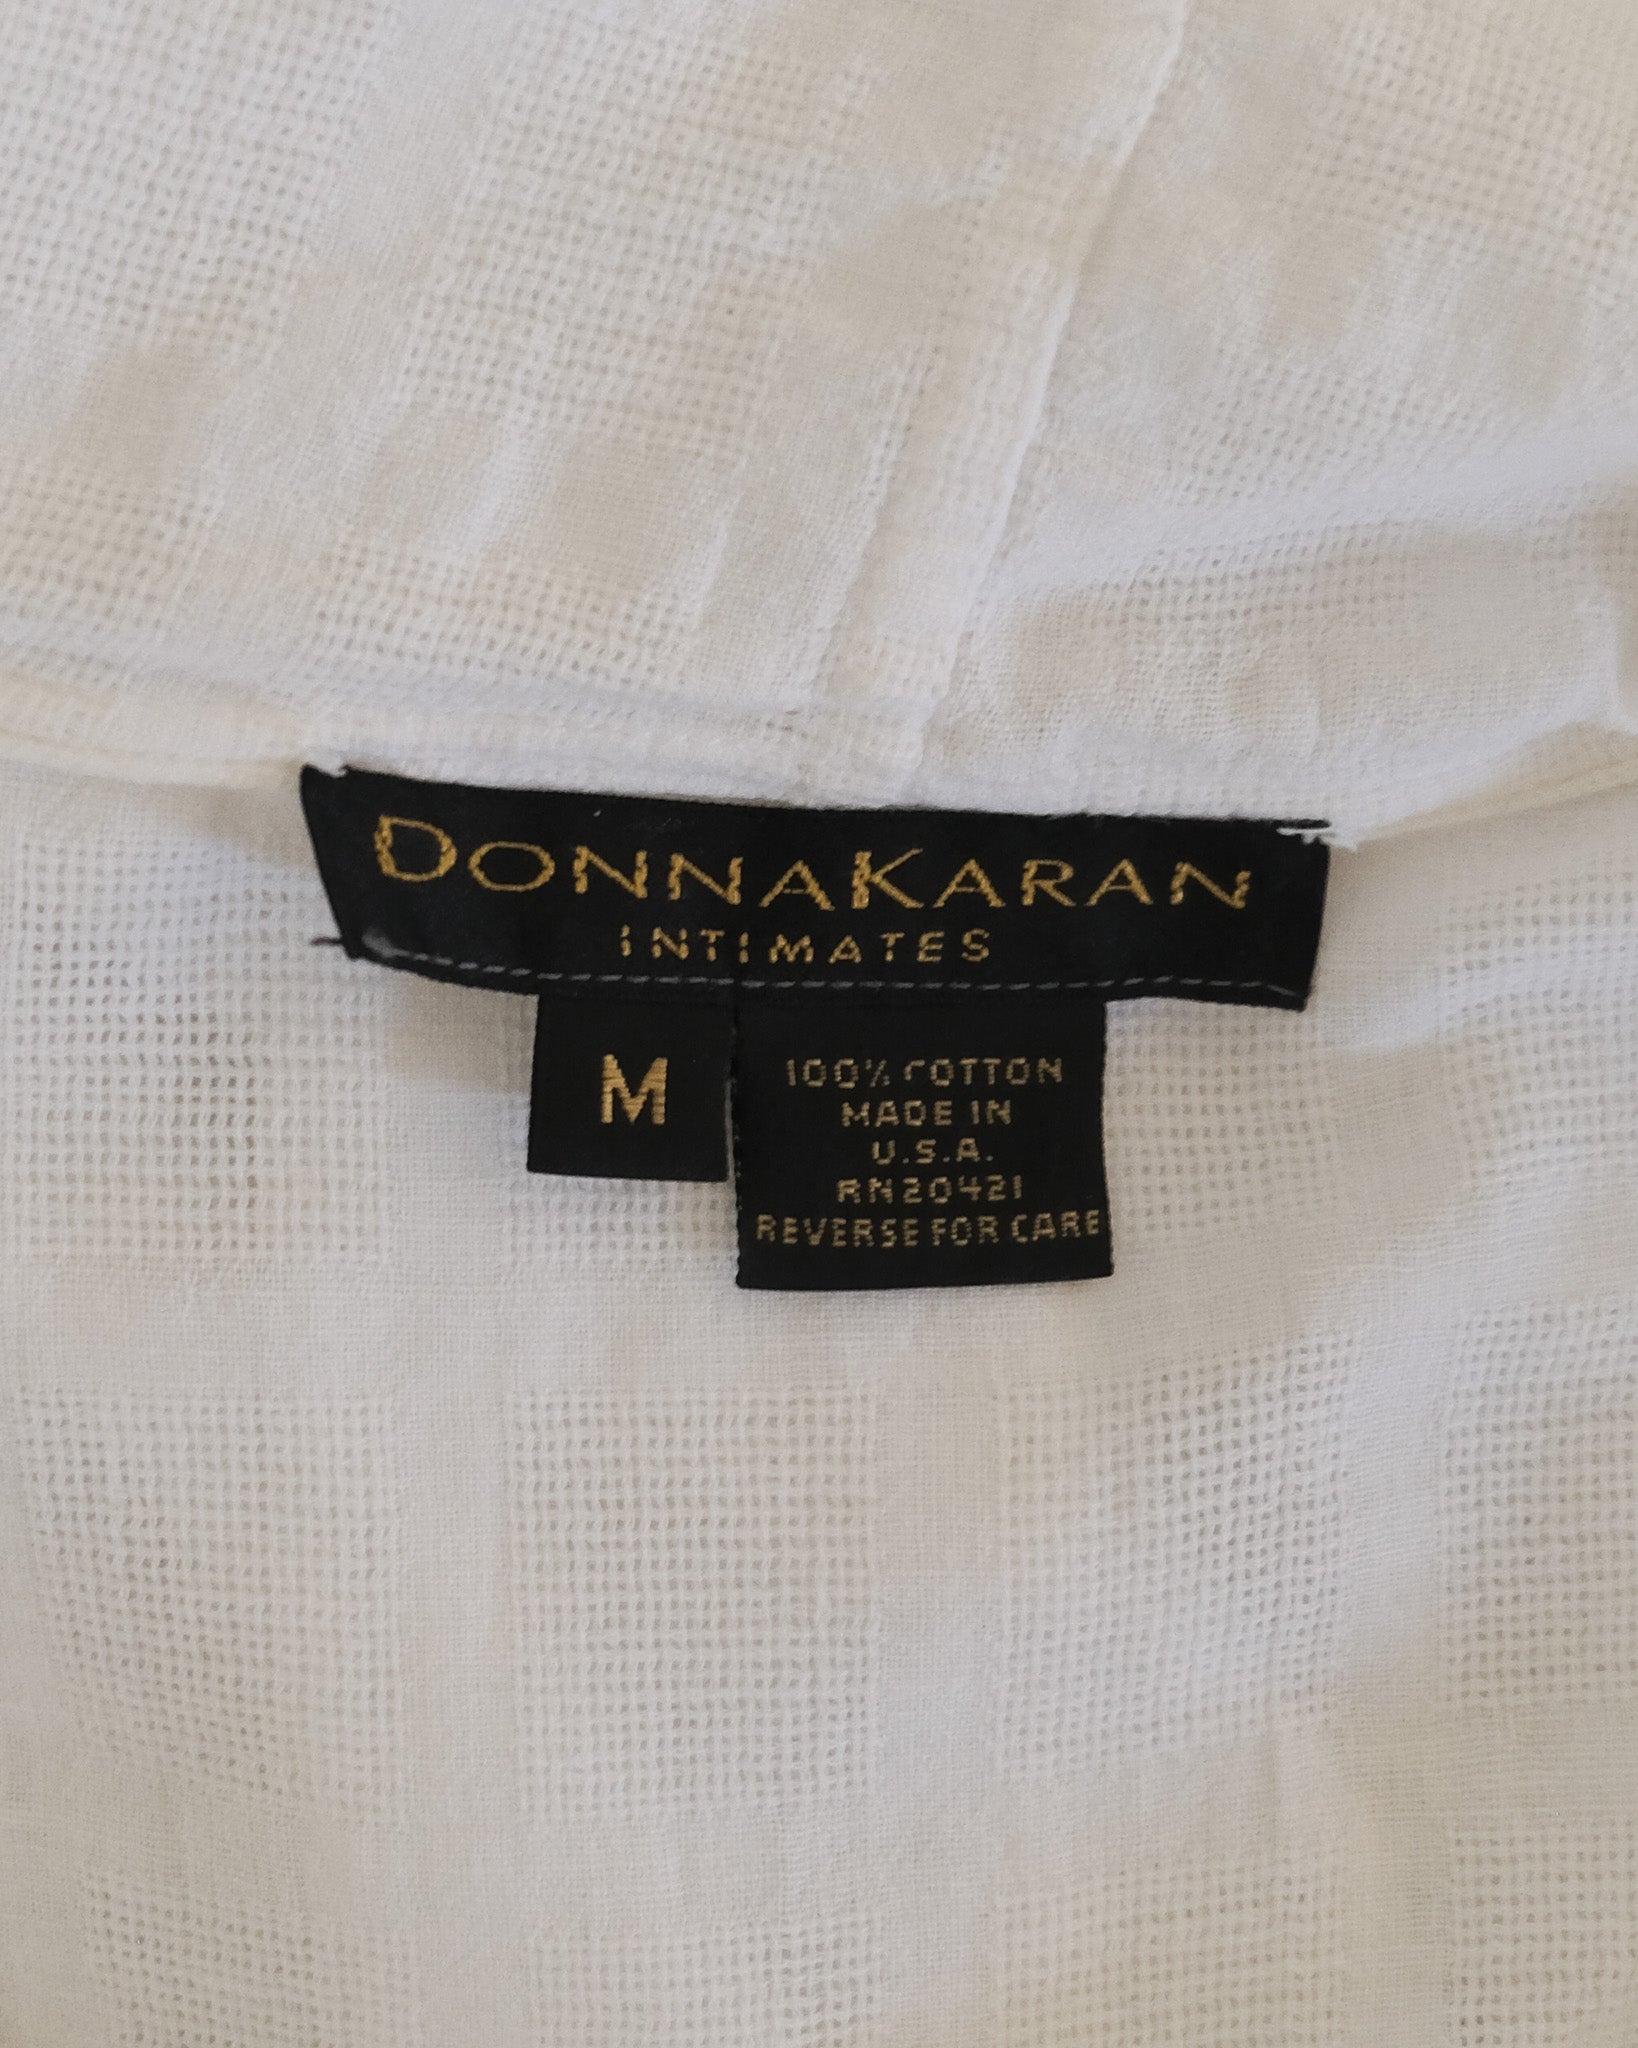 DONNAKARAN
INTIMATES
M
100% COTTON
MADE IN
U.S.A.
RN20421
REVERSE FOR CARE